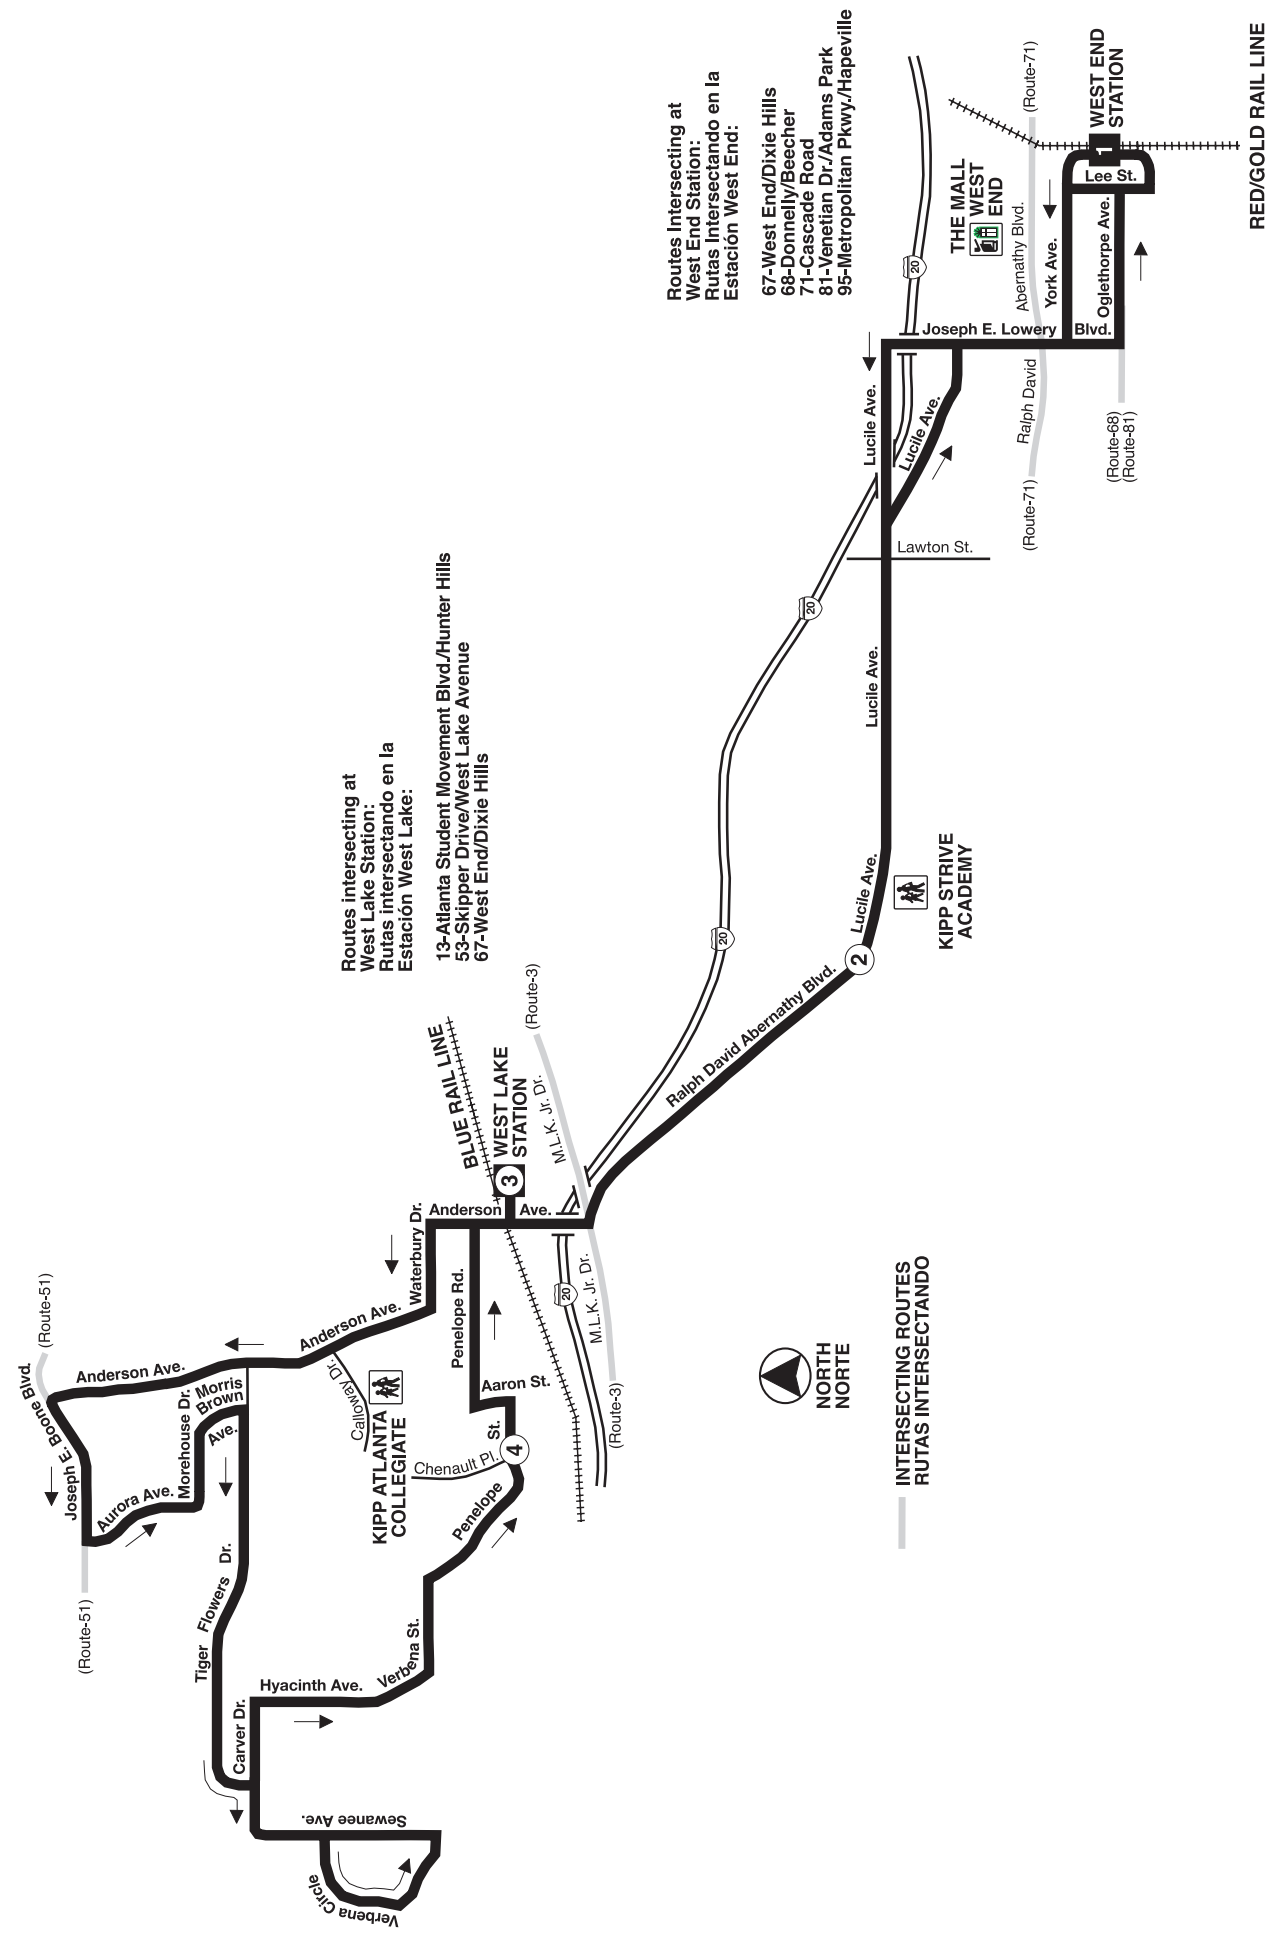 Joseph E. Boone Blvd.
(Route-51)
(Route-51)
Anderson Ave.
Aurora Ave.
Morehouse Dr.
Morris
Brown
Ave.
Tiger Flowers Dr.
Carver Dr.
Hyacinth Ave.
Verbena St.
Sewanee Ave.
Verbena Circle
Anderson Ave.
Calloway Dr.
KIPP ATLANTA
COLLEGIATE
Chenault Pl.
Penelope St.
4
Aaron St.
Penelope Rd.
Waterbury Dr.
Anderson Ave.
BLUE RAIL LINE
3
WEST LAKE
STATION
M.L.K. Jr. Dr.
(Route-3)
20
M.L.K. Jr. Dr.
(Route-3)
Routes intersecting at
West Lake Station:
Rutas intersectando en la
Estación West Lake:
13-Atlanta Student Movement Blvd./Hunter Hills
53-Skipper Drive/West Lake Avenue
67-West End/Dixie Hills
Ralph David Abernathy Blvd.
2
Lucile Ave.
KIPP STRIVE
ACADEMY
20
20
Lucile Ave.
Lawton St.
Lucile Ave.
Lucile Ave.
20
Routes Intersecting at
West End Station:
Rutas Intersectando en la
Estación West End:
67-West End/Dixie Hills
68-Donnelly/Beecher
71-Cascade Road
81-Venetian Dr./Adams Park
95-Metropolitan Pkwy./Hapeville
Joseph E. Lowery Blvd.
THE MALL
WEST
END
Ralph David Abernathy Blvd.
(Route-71)
(Route-71)
York Ave.
Oglethorpe Ave.
Lee St.
1
WEST END
STATION
(Route-68)
(Route-81)
RED/GOLD RAIL LINE
NORTH
NORTE
INTERSECTING ROUTES
RUTAS INTERSECTANDO